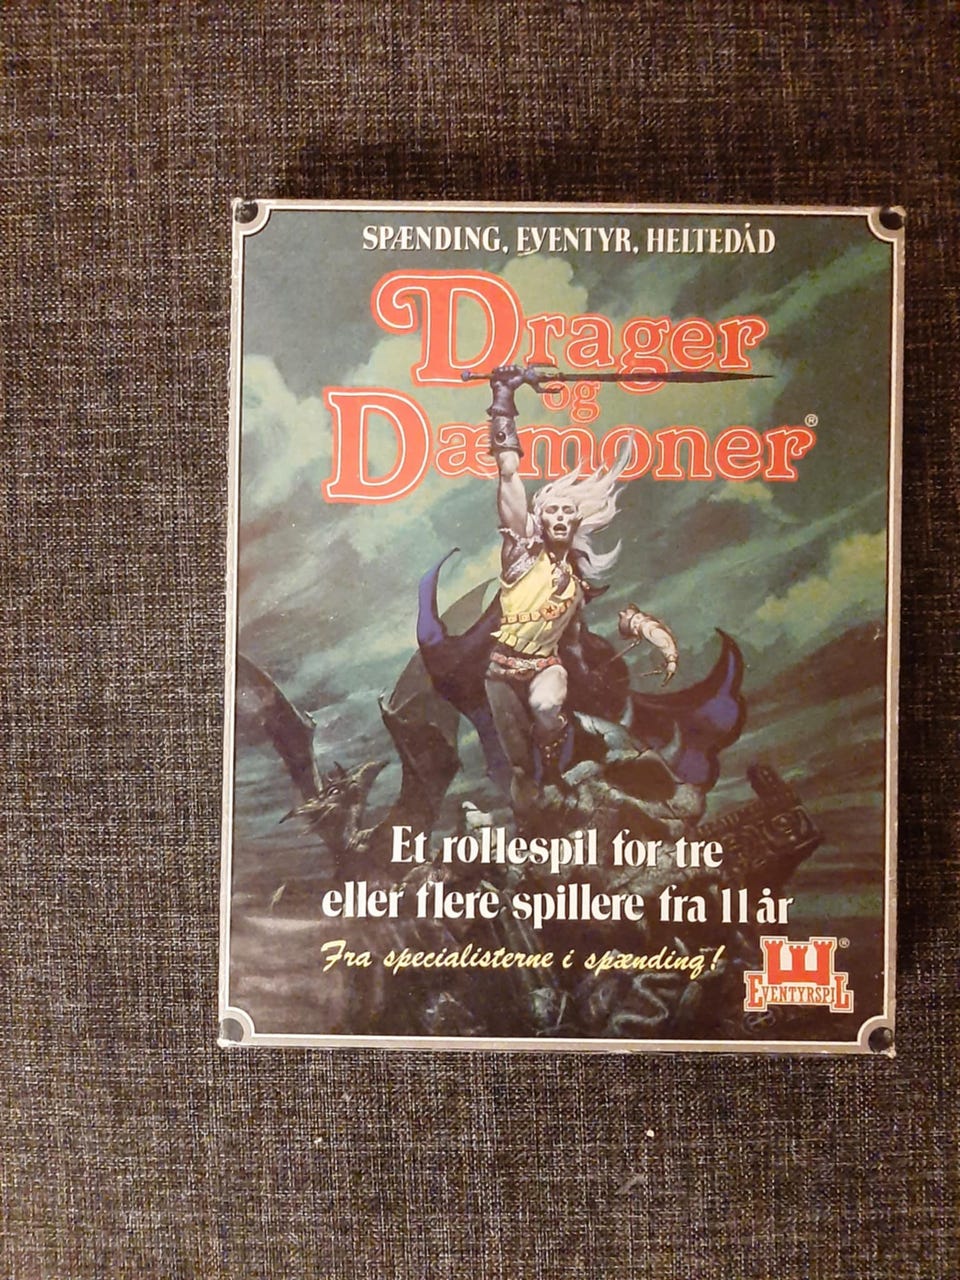 SPÆNDING, EVENTYR, HELTEDÅD
Drager
og
Dæmoner®
Et rollespil for tre
eller flere spillere fra 11 år
Fra specialisterne i spænding!
®
EVENTYRSPIL